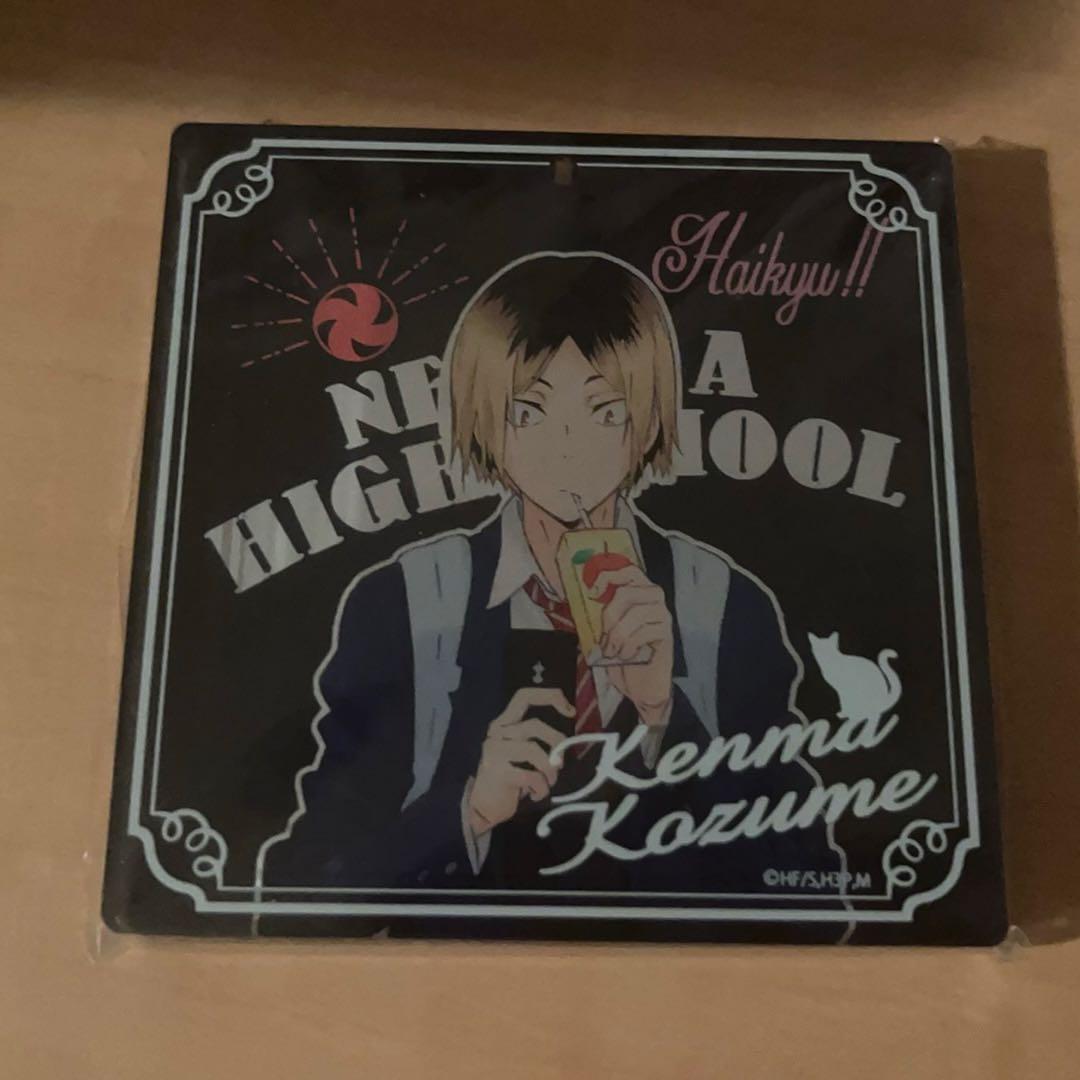 Haikyu!!
NE A
HIGH HOOL
Kenma
Kozume
©HF/S,H3P,M